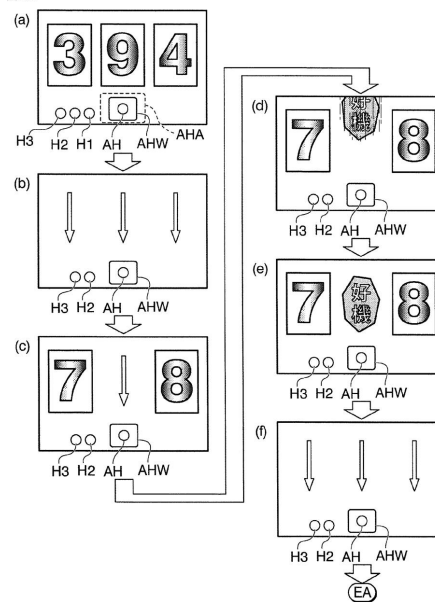 (a)
3 9 4
H3 H2 H1 AH AHW AHA
(b)
H3 H2 AH AHW
(c)
7 8
H3 H2 AH AHW
(d)
好機
7 8
H3 H2 AH AHW
(e)
好機
7 8
H3 H2 AH AHW
(f)
H3 H2 AH AHW
EA